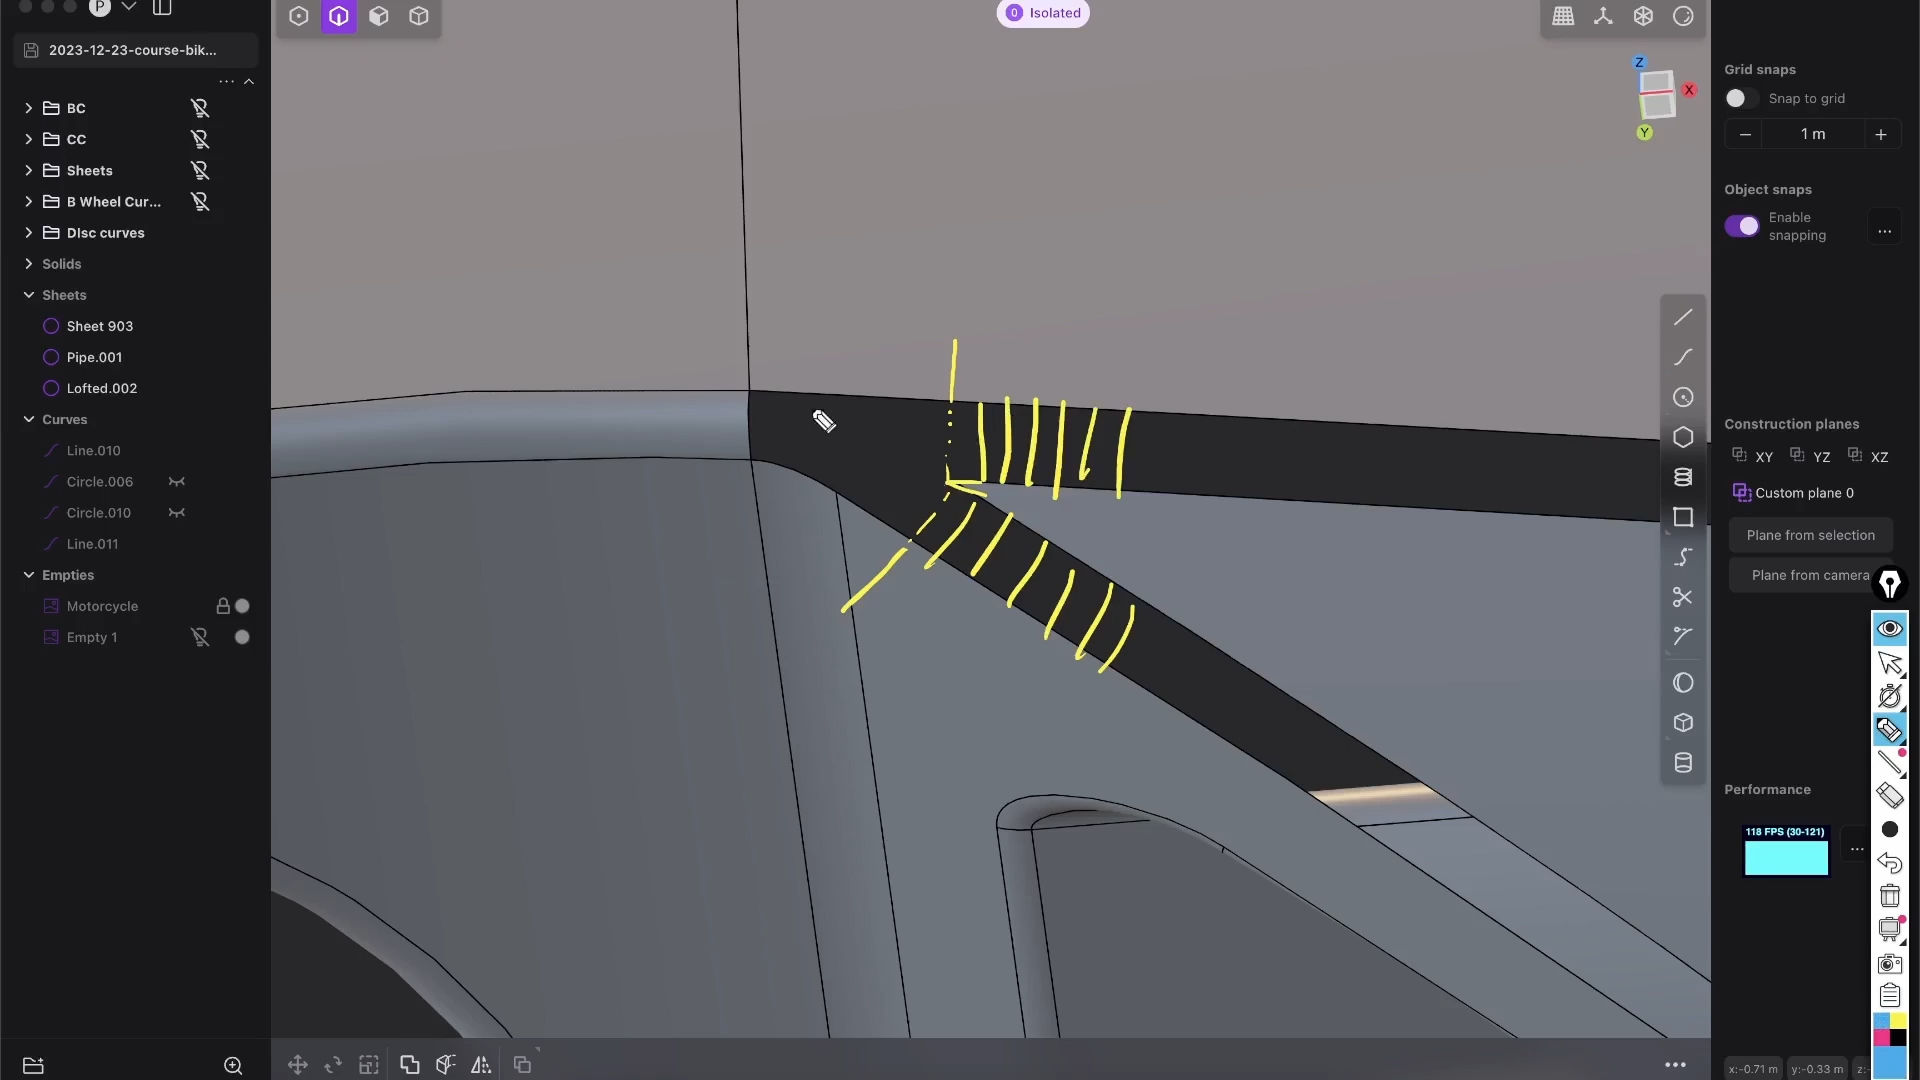 P
0 Isolated
2023-12-23-course-bik...
BC
CC
Sheets
B Wheel Cur...
DIsc curves
Solids
Sheets
Sheet 903
Pipe.001
Lofted.002
Curves
Line.010
Circle.006
Circle.010
Line.011
Empties
Motorcycle
Empty 1
Z
X
Y
Grid snaps
Snap to grid
1 m
Object snaps
Enable
snapping
Construction planes
XY YZ XZ
Custom plane 0
Plane from selection
Plane from camera
Performance
118 FPS (30-121)
x:-0.71 m y:-0.33 m z:-